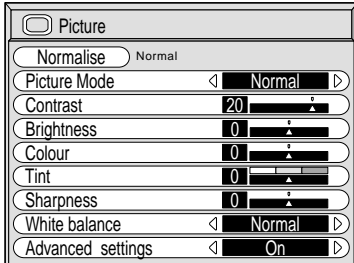 Picture
Normalise Normal
Picture Mode Normal
Contrast 20
Brightness 0
Colour 0
Tint 0
Sharpness 0
White balance Normal
Advanced settings On